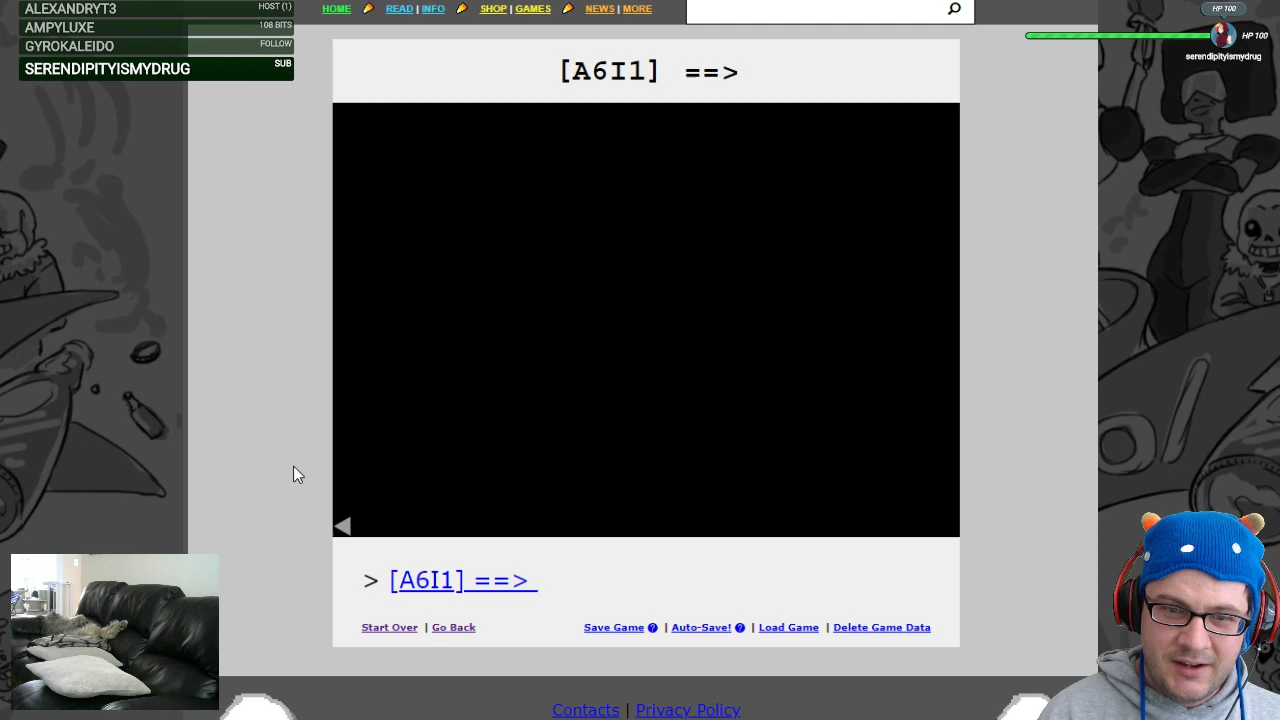 ALEXANDRYT3 HOST (1)
AMPYLUXE 108 BITS
GYROKALEIDO FOLLOW
SERENDIPITYISMYDRUG SUB
HOME READ | INFO SHOP | GAMES NEWS | MORE
HP 100
HP 100
serendipityismydrug
[A6I1] ==>
> [A6I1] ==>
Start Over | Go Back Save Game ? | Auto-Save! ? | Load Game | Delete Game Data
Contacts | Privacy Policy